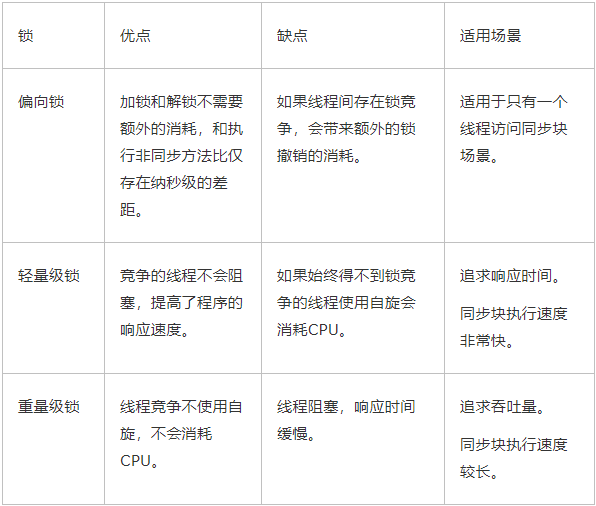 锁
优点
缺点
适用场景
偏向锁
加锁和解锁不需要
额外的消耗，和执
行非同步方法比仅
存在纳秒级的差
距。
如果线程间存在锁竞
争，会带来额外的锁
撤销的消耗。
适用于只有一个
线程访问同步块
场景。
轻量级锁
竞争的线程不会阻
塞，提高了程序的
响应速度。
如果始终得不到锁竞
争的线程使用自旋会
消耗CPU。
追求响应时间。
同步块执行速度
非常快。
重量级锁
线程竞争不使用自
旋，不会消耗
CPU。
线程阻塞，响应时间
缓慢。
追求吞吐量。
同步块执行速度
较长。